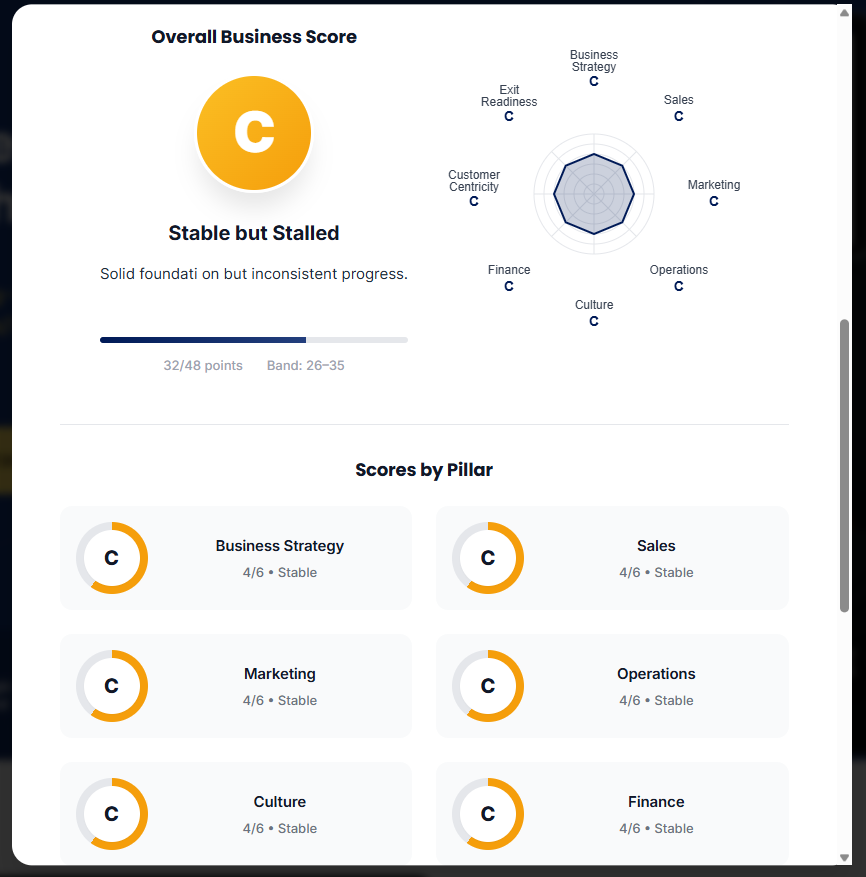 Overall Business Score
C
Stable but Stalled
Solid foundati on but inconsistent progress.
32/48 points Band: 26–35
Business
Strategy
C
Sales
C
Marketing
C
Operations
C
Culture
C
Finance
C
Customer
Centricity
C
Exit
Readiness
C
Scores by Pillar
C
Business Strategy
4/6 • Stable
C
Sales
4/6 • Stable
C
Marketing
4/6 • Stable
C
Operations
4/6 • Stable
C
Culture
4/6 • Stable
C
Finance
4/6 • Stable